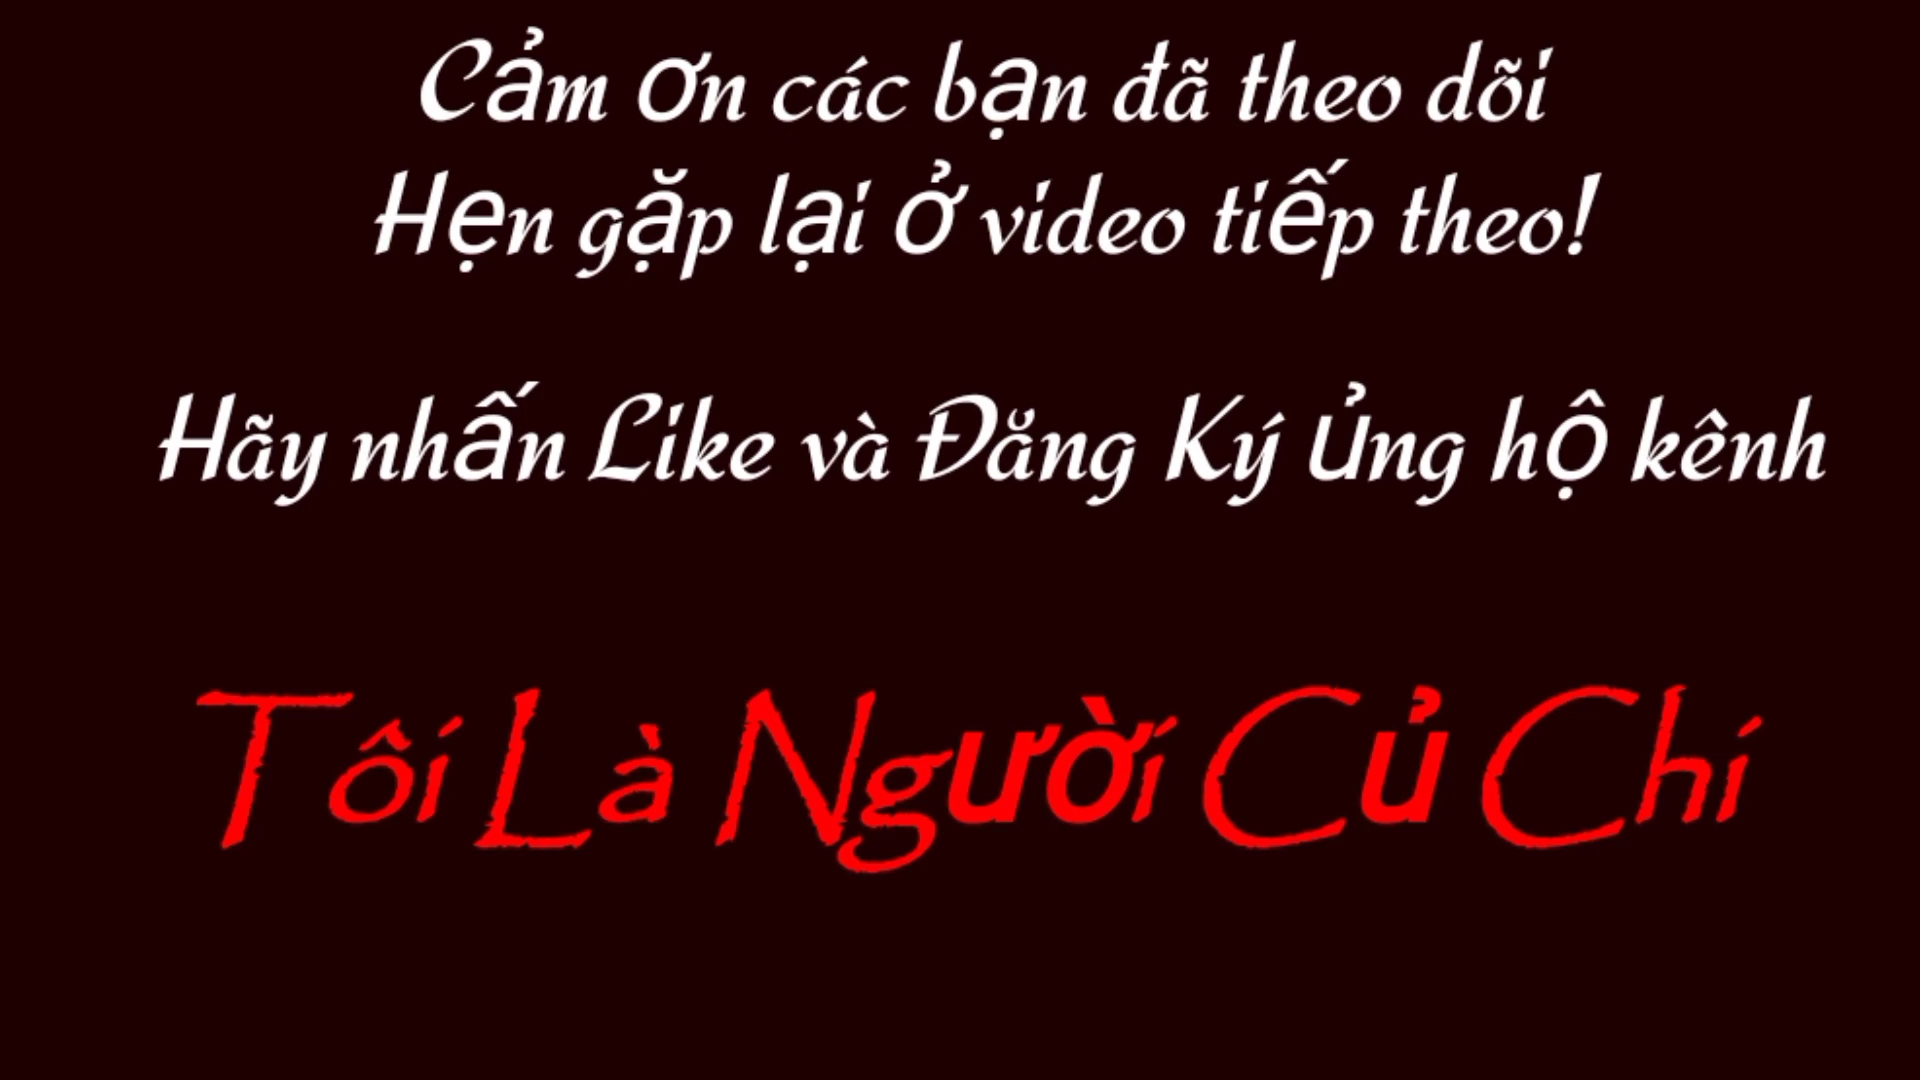 Cảm ơn các bạn đã theo dõi
Hẹn gặp lại ở video tiếp theo!
Hãy nhấn Like và Đăng Ký ủng hộ kênh
Tôi Là Người Củ Chi